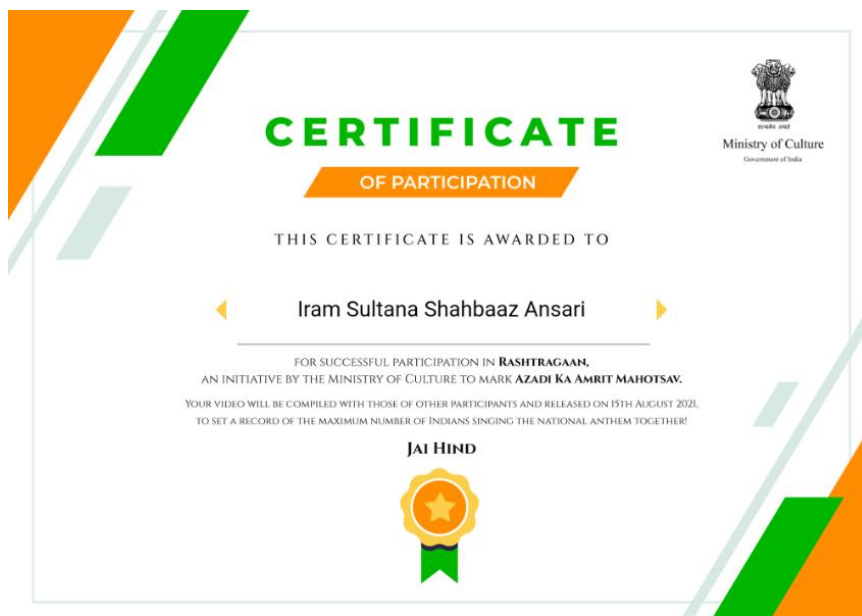 CERTIFICATE
OF PARTICIPATION
सत्यमेव जयते
Ministry of Culture
Government of India
THIS CERTIFICATE IS AWARDED TO
Iram Sultana Shahbaaz Ansari
FOR SUCCESSFUL PARTICIPATION IN RASHTRAGAAN,
AN INITIATIVE BY THE MINISTRY OF CULTURE TO MARK AZADI KA AMRIT MAHOTSAV.
YOUR VIDEO WILL BE COMPILED WITH THOSE OF OTHER PARTICIPANTS AND RELEASED ON 15TH AUGUST 2021,
TO SET A RECORD OF THE MAXIMUM NUMBER OF INDIANS SINGING THE NATIONAL ANTHEM TOGETHER!
JAI HIND